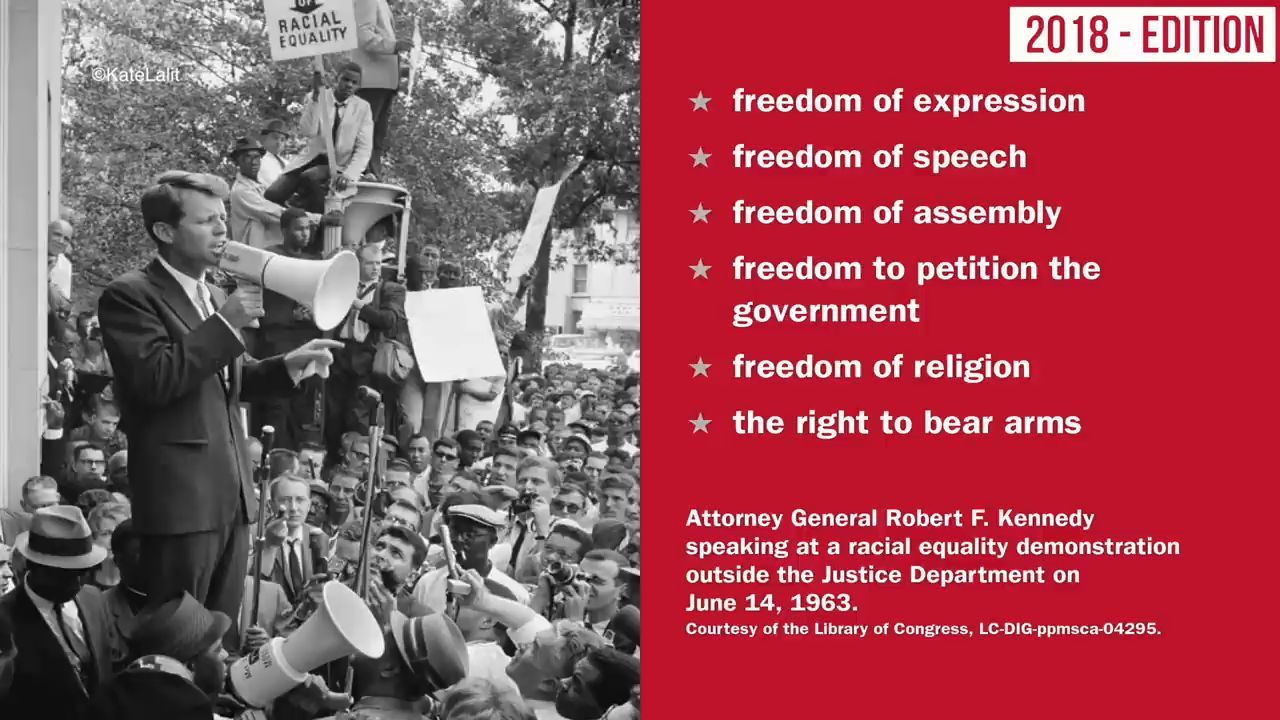 OF
RACIAL
EQUALITY
©KateLalit
2018 - EDITION
★ freedom of expression
★ freedom of speech
★ freedom of assembly
★ freedom to petition the
government
★ freedom of religion
★ the right to bear arms
Attorney General Robert F. Kennedy
speaking at a racial equality demonstration
outside the Justice Department on
June 14, 1963.
Courtesy of the Library of Congress, LC-DIG-ppmsca-04295.